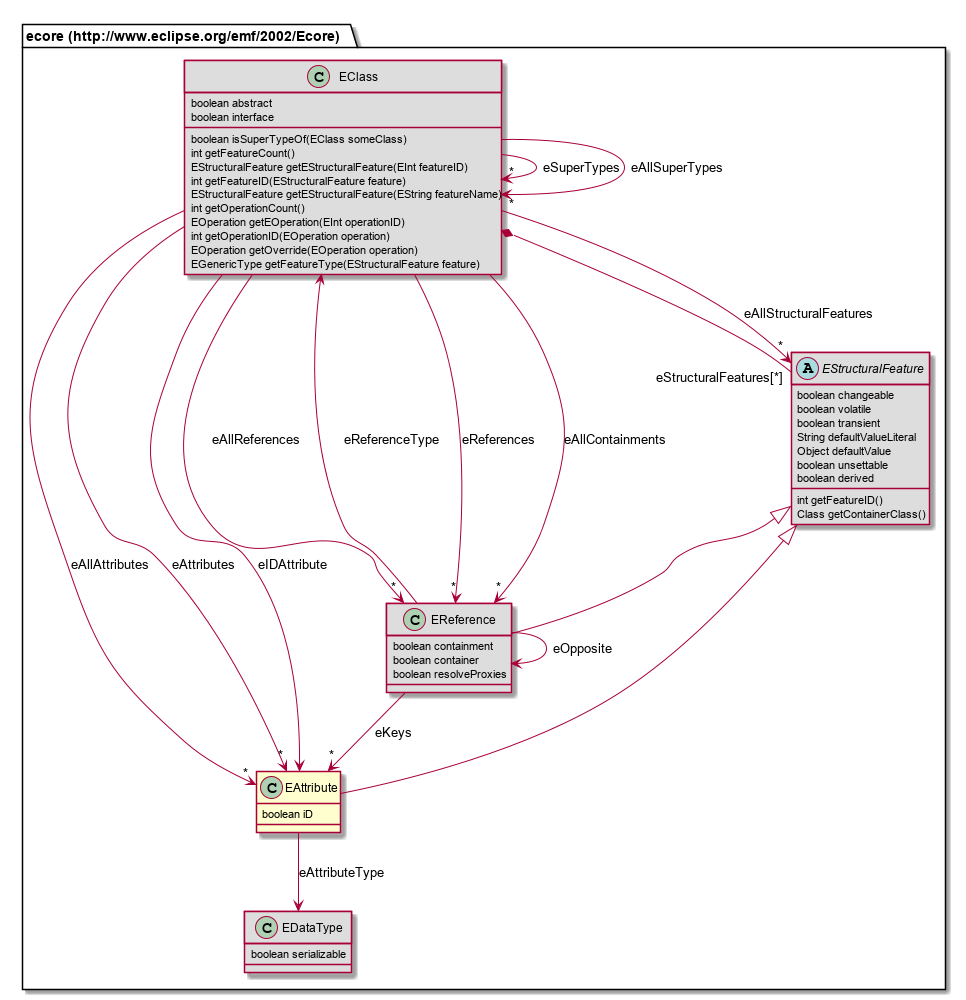 ecore (http://www.eclipse.org/emf/2002/Ecore)
C EClass
boolean abstract
boolean interface
boolean isSuperTypeOf(EClass someClass)
int getFeatureCount()
EStructuralFeature getEStructuralFeature(EInt featureID)
int getFeatureID(EStructuralFeature feature)
EStructuralFeature getEStructuralFeature(EString featureName)
int getOperationCount()
EOperation getEOperation(EInt operationID)
int getOperationID(EOperation operation)
EOperation getOverride(EOperation operation)
EGenericType getFeatureType(EStructuralFeature feature)
*
eSuperTypes
eAllSuperTypes
*
eAllStructuralFeatures
*
eStructuralFeatures[*]
A EStructuralFeature
boolean changeable
boolean volatile
boolean transient
String defaultValueLiteral
Object defaultValue
boolean unsettable
boolean derived
int getFeatureID()
Class getContainerClass()
eAllReferences
eReferenceType
eReferences
eAllContainments
eAllAttributes
eAttributes
eIDAttribute
*
*
*
C EReference
boolean containment
boolean container
boolean resolveProxies
eOpposite
eKeys
*
*
*
C EAttribute
boolean iD
eAttributeType
C EDataType
boolean serializable